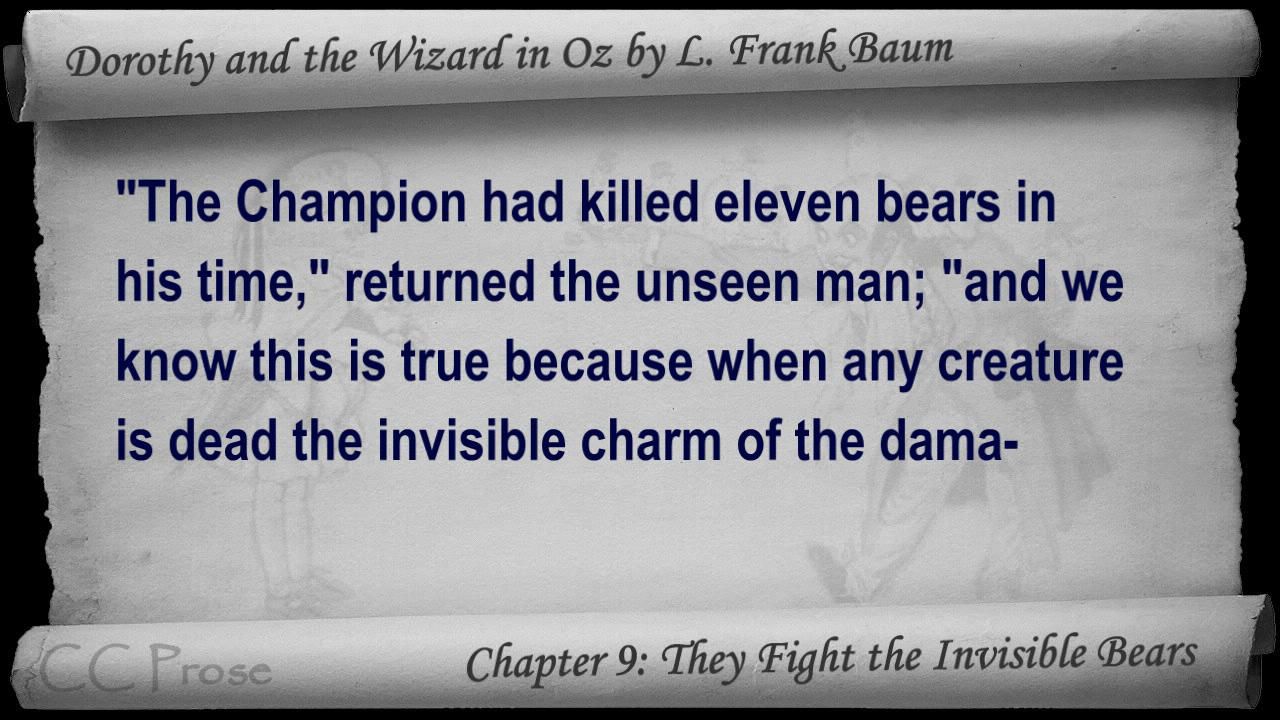 Dorothy and the Wizard in Oz by L. Frank Baum
"The Champion had killed eleven bears in
his time," returned the unseen man; "and we
know this is true because when any creature
is dead the invisible charm of the dama-
CC Prose
Chapter 9: They Fight the Invisible Bears